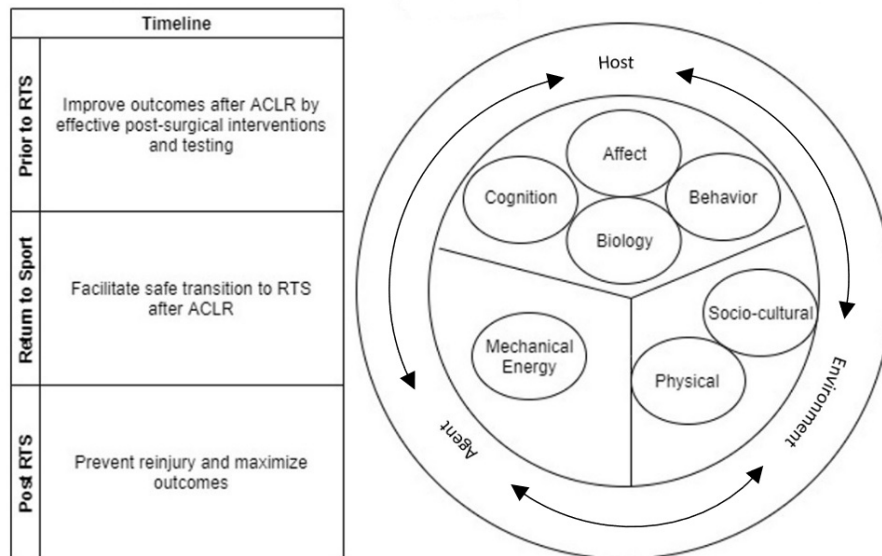 Timeline
Prior to RTS
Improve outcomes after ACLR by
effective post-surgical interventions
and testing
Return to Sport
Facilitate safe transition to RTS
after ACLR
Post RTS
Prevent reinjury and maximize
outcomes
Host
Affect
Cognition
Behavior
Biology
Socio-cultural
Mechanical
Energy
Physical
Environment
Agent